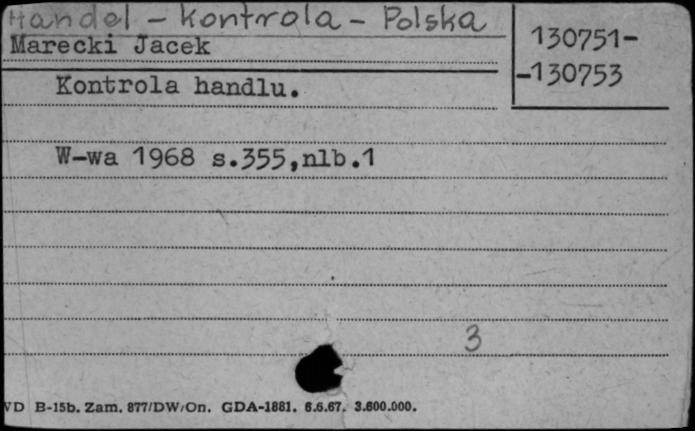 Handel - Kontrola - Polska
Marecki Jacek
130751-
-130753
Kontrola handlu.
W-wa 1968 s.355,nlb.1
3
VD B-15b. Zam. 877/DW/On. GDA-1881. 6.6.67. 3.600.000.